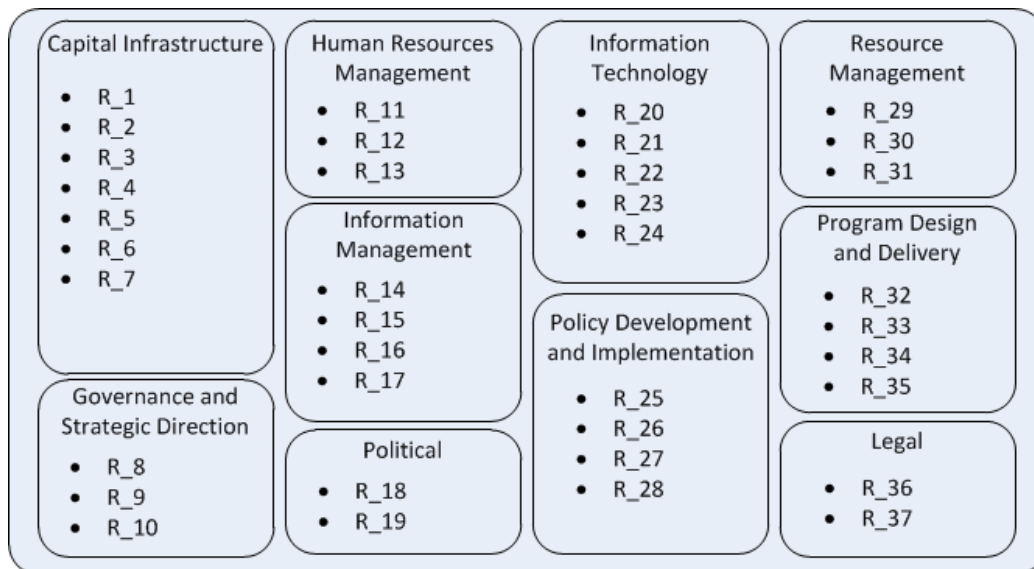 Capital Infrastructure
• R_1
• R_2
• R_3
• R_4
• R_5
• R_6
• R_7
Governance and
Strategic Direction
• R_8
• R_9
• R_10
Human Resources
Management
• R_11
• R_12
• R_13
Information
Management
• R_14
• R_15
• R_16
• R_17
Political
• R_18
• R_19
Information
Technology
• R_20
• R_21
• R_22
• R_23
• R_24
Policy Development
and Implementation
• R_25
• R_26
• R_27
• R_28
Resource
Management
• R_29
• R_30
• R_31
Program Design
and Delivery
• R_32
• R_33
• R_34
• R_35
Legal
• R_36
• R_37